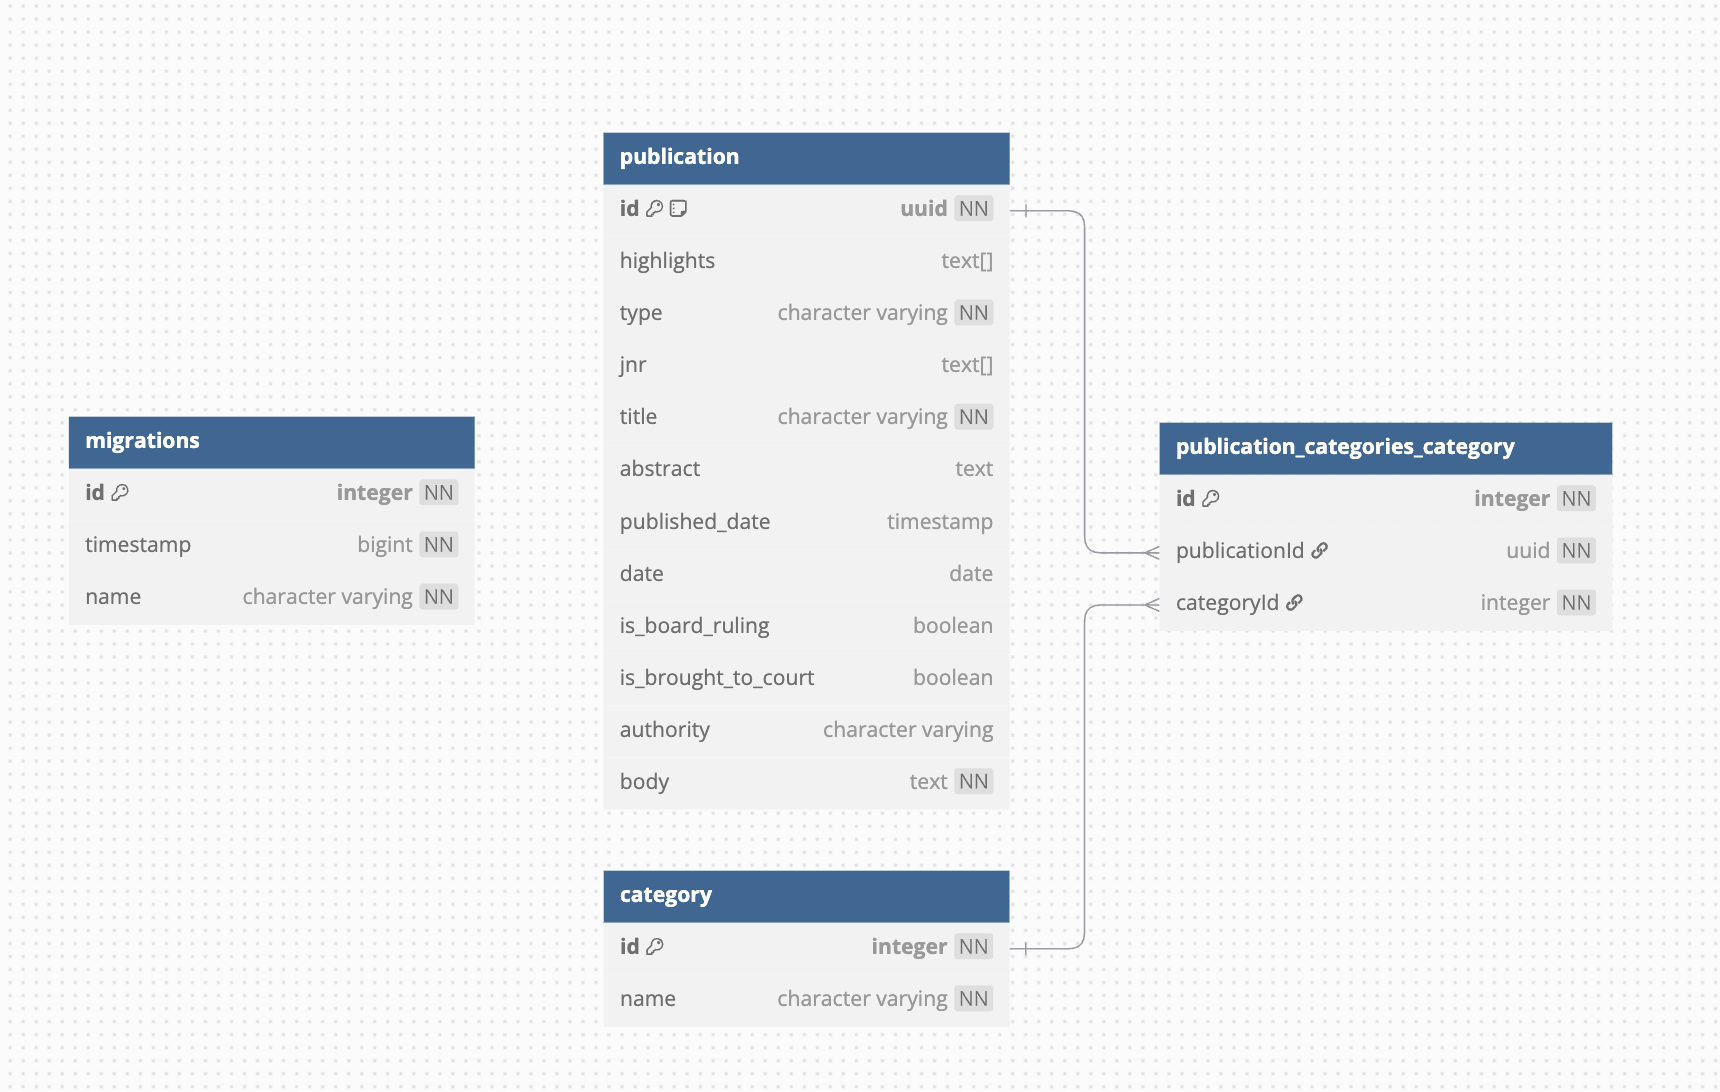 migrations
id integer NN
timestamp bigint NN
name character varying NN
publication
id uuid NN
highlights text[]
type character varying NN
jnr text[]
title character varying NN
abstract text
published_date timestamp
date date
is_board_ruling boolean
is_brought_to_court boolean
authority character varying
body text NN
category
id integer NN
name character varying NN
publication_categories_category
id integer NN
publicationId uuid NN
categoryId integer NN